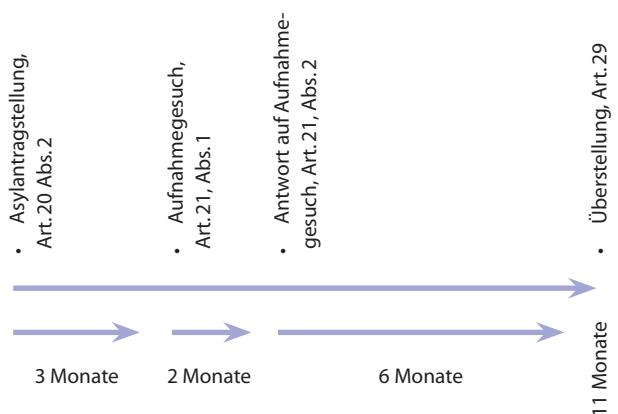 • Asylantragstellung,
Art. 20 Abs. 2
• Aufnahmegesuch,
Art. 21, Abs. 1
• Antwort auf Aufnahme-
gesuch, Art. 21, Abs. 2
• Überstellung, Art. 29
3 Monate
2 Monate
6 Monate
11 Monate